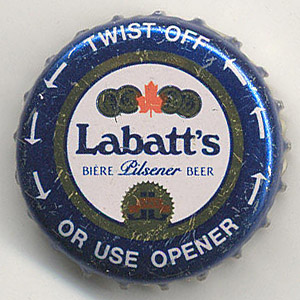 TWIST OFF
Labatt's
BIÈRE Pilsener BEER
OR USE OPENER